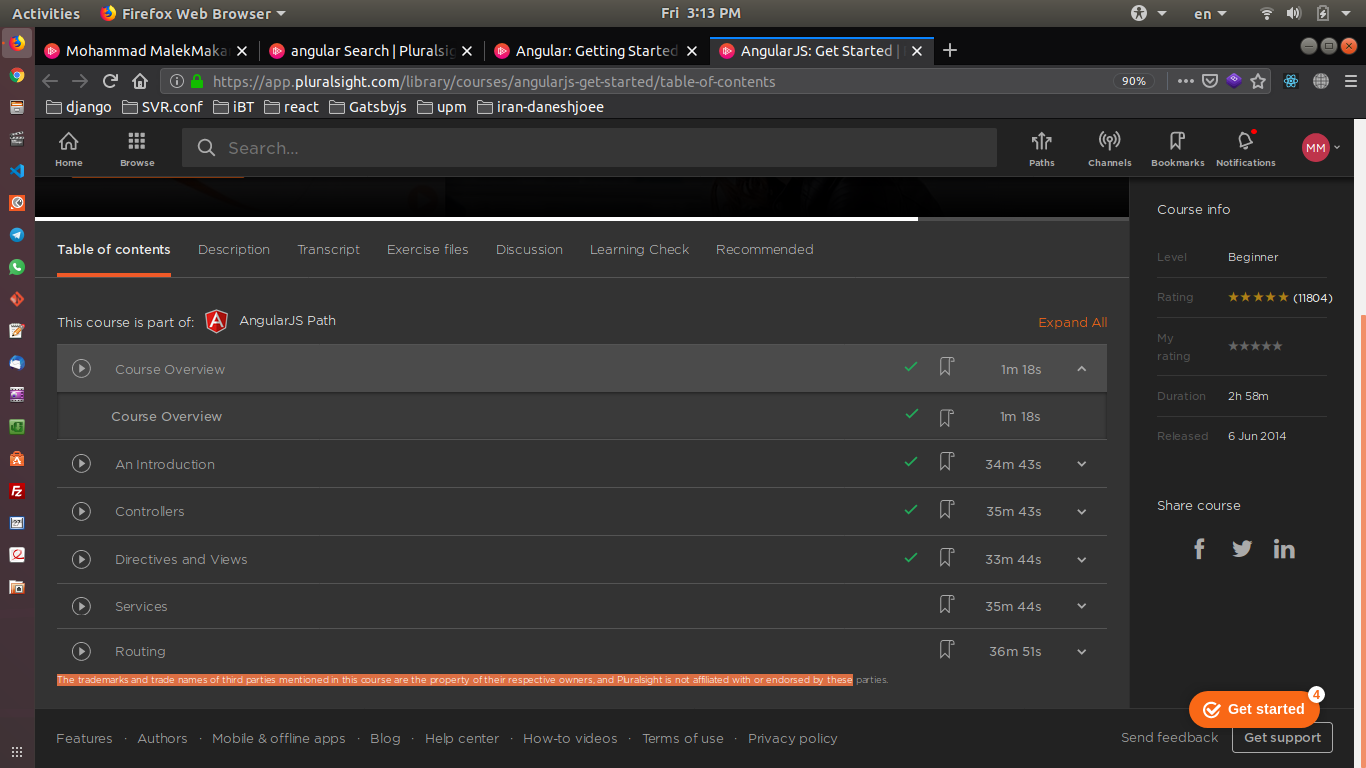 Activities
Firefox Web Browser
Fri 3:13 PM
en
Mohammad MalekMaka
angular Search | Pluralsig
Angular: Getting Started
AngularJS: Get Started |
https://app.pluralsight.com/library/courses/angularjs-get-started/table-of-contents
90%
django
SVR.conf
iBT
react
Gatsbyjs
upm
iran-daneshjoee
Home
Browse
Search...
Paths
Channels
Bookmarks
Notifications
MM
Table of contents
Description
Transcript
Exercise files
Discussion
Learning Check
Recommended
This course is part of:
AngularJS Path
Expand All
Course Overview
1m 18s
Course Overview
1m 18s
An Introduction
34m 43s
Controllers
35m 43s
Directives and Views
33m 44s
Services
35m 44s
Routing
36m 51s
The trademarks and trade names of third parties mentioned in this course are the property of their respective owners, and Pluralsight is not affiliated with or endorsed by these parties.
Course info
Level
Beginner
Rating
★★★★★ (11804)
My rating
★★★★★
Duration
2h 58m
Released
6 Jun 2014
Share course
Get started
4
Features · Authors · Mobile & offline apps · Blog · Help center · How-to videos · Terms of use · Privacy policy
Send feedback
Get support